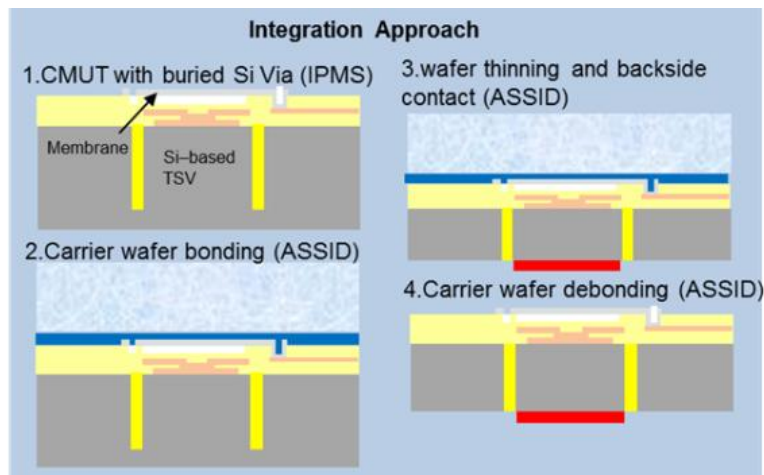 Integration Approach
1.CMUT with buried Si Via (IPMS)
Membrane
Si–based
TSV
2.Carrier wafer bonding (ASSID)
3.wafer thinning and backside
contact (ASSID)
4.Carrier wafer debonding (ASSID)